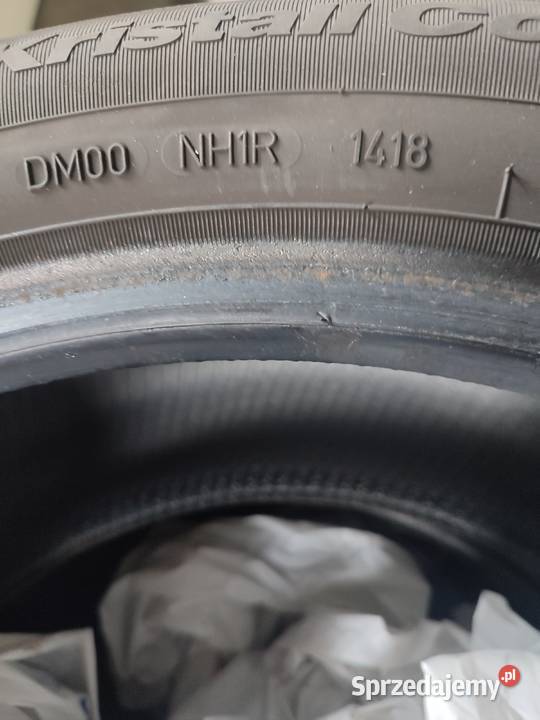 Kristall Co
DM00 NH1R 1418
Sprzedajemy.pl